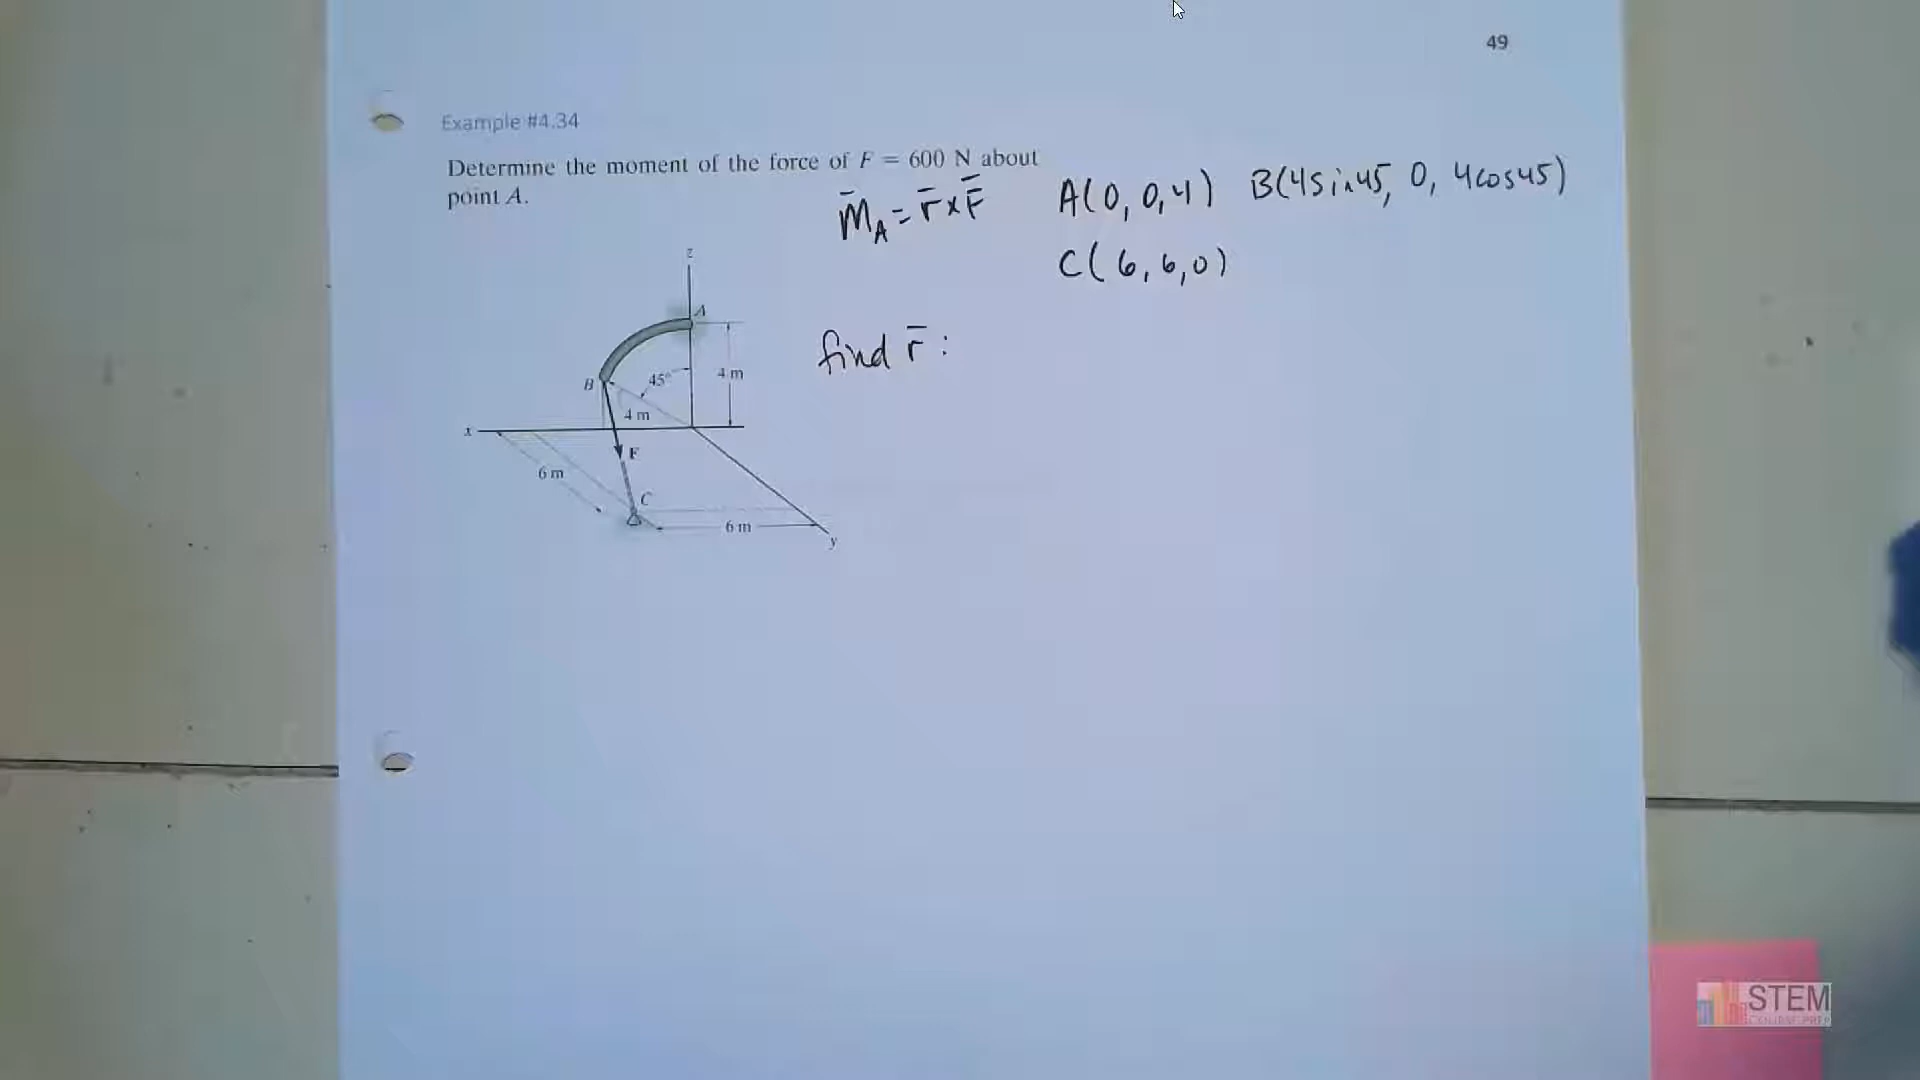 49
Example #4.34
Determine the moment of the force of F = 600 N about
point A.
M̄_A = r̄ x F̄
A(0, 0, 4) B(4sin45, 0, 4cos45)
C(6, 6, 0)
find r̄ :
z
A
B
45°
4 m
4 m
x
F
6 m
C
6 m
y
STEM